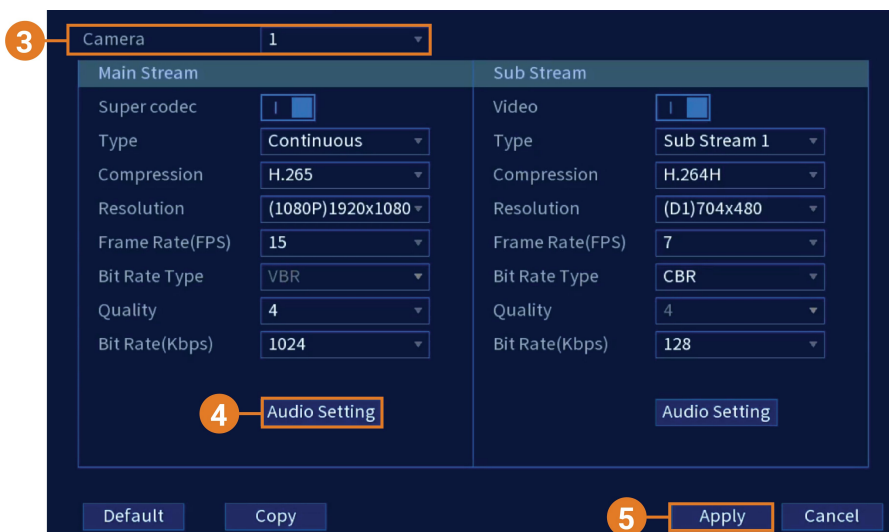 3 Camera 1
Main Stream Sub Stream
Super codec Video
Type Continuous Type Sub Stream 1
Compression H.265 Compression H.264H
Resolution (1080P)1920x1080 Resolution (D1)704x480
Frame Rate(FPS) 15 Frame Rate(FPS) 7
Bit Rate Type VBR Bit Rate Type CBR
Quality 4 Quality 4
Bit Rate(Kbps) 1024 Bit Rate(Kbps) 128
4 Audio Setting Audio Setting
Default Copy 5 Apply Cancel